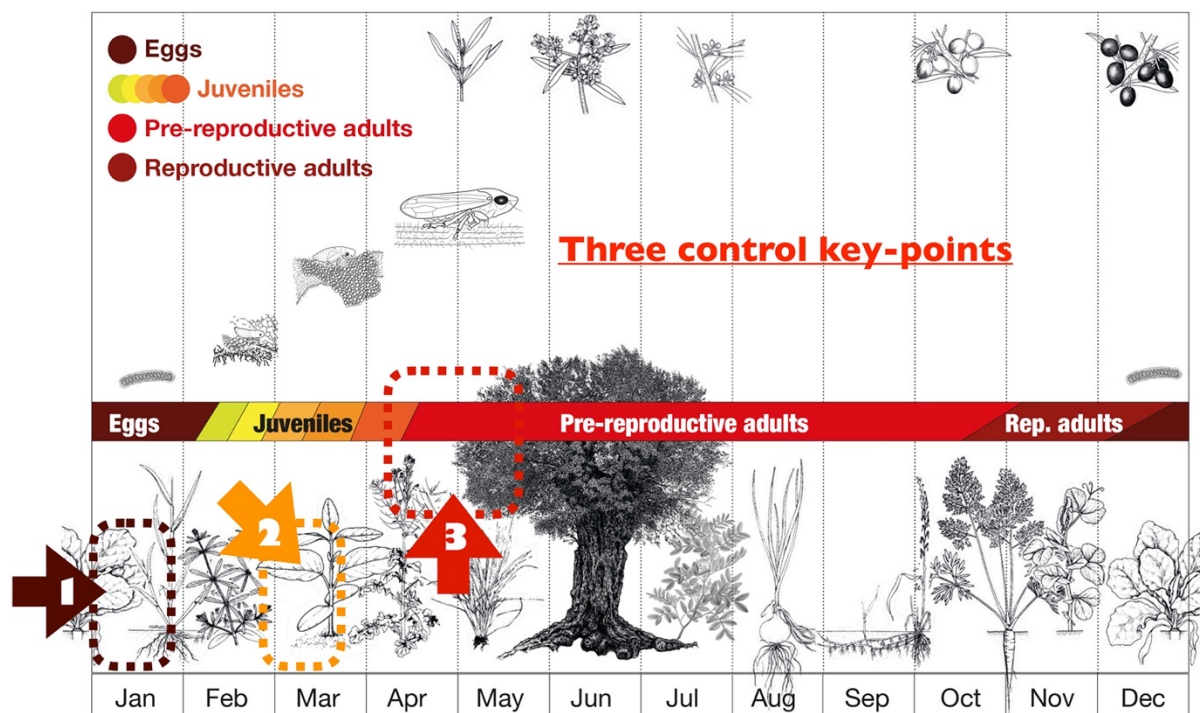 Eggs
Juveniles
Pre-reproductive adults
Reproductive adults
Three control key-points
Eggs
Juveniles
Pre-reproductive adults
Rep. adults
1
2
3
Jan
Feb
Mar
Apr
May
Jun
Jul
Aug
Sep
Oct
Nov
Dec